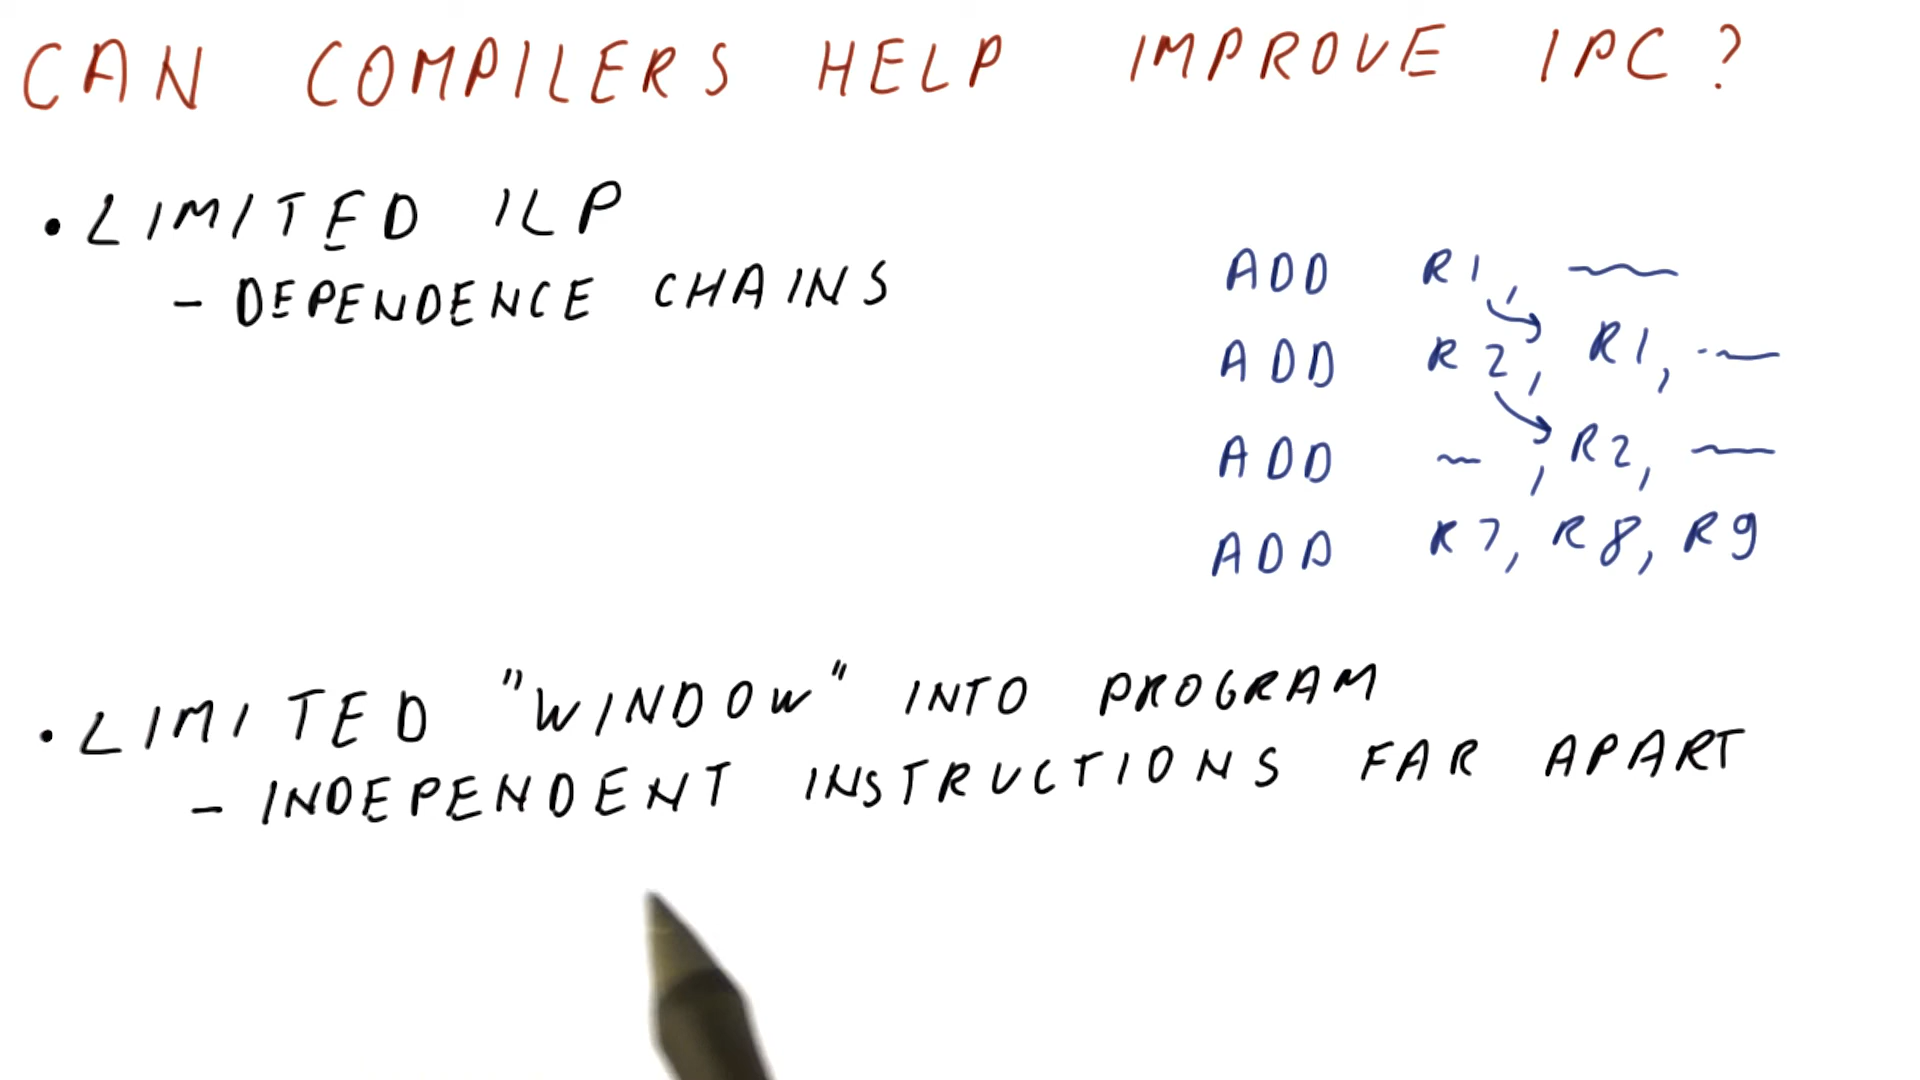 CAN COMPILERS HELP IMPROVE IPC?
• LIMITED ILP
- DEPENDENCE CHAINS
ADD R1,
ADD R2, R1,
ADD , R2,
ADD R7, R8, R9
• LIMITED "WINDOW" INTO PROGRAM
- INDEPENDENT INSTRUCTIONS FAR APART